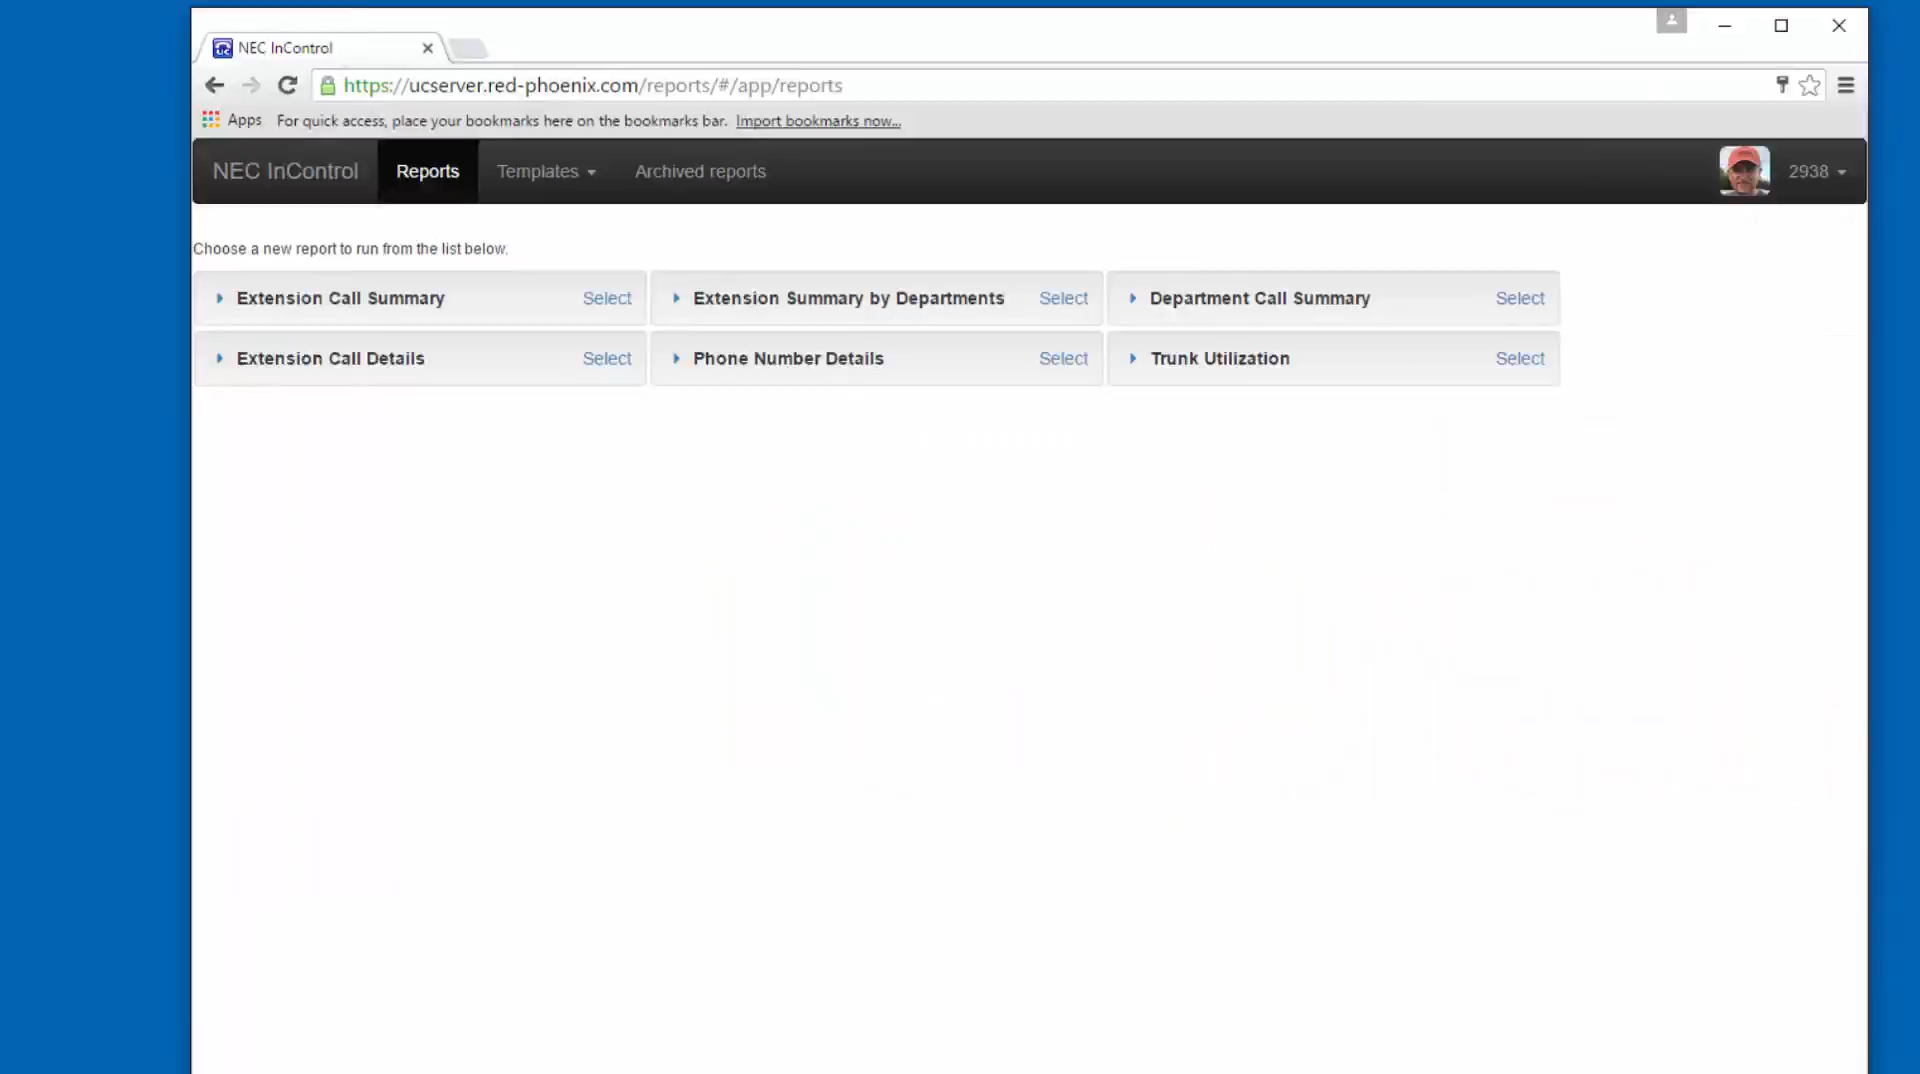 NEC InControl
https://ucserver.red-phoenix.com/reports/#/app/reports
Apps For quick access, place your bookmarks here on the bookmarks bar. Import bookmarks now...
NEC InControl Reports Templates Archived reports 2938
Choose a new report to run from the list below.
Extension Call Summary Select Extension Summary by Departments Select Department Call Summary Select
Extension Call Details Select Phone Number Details Select Trunk Utilization Select